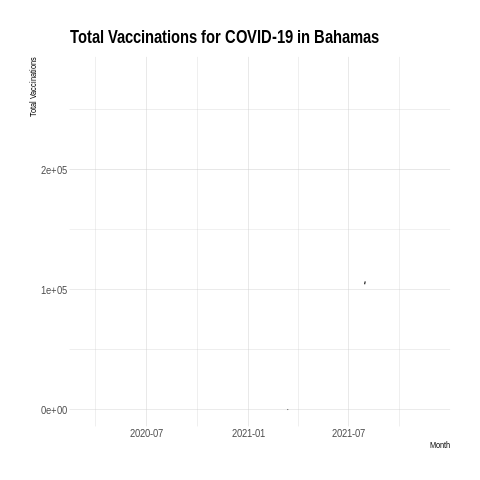 Total Vaccinations for COVID-19 in Bahamas
Total Vaccinations
2e+05
1e+05
0e+00
2020-07
2021-01
2021-07
Month